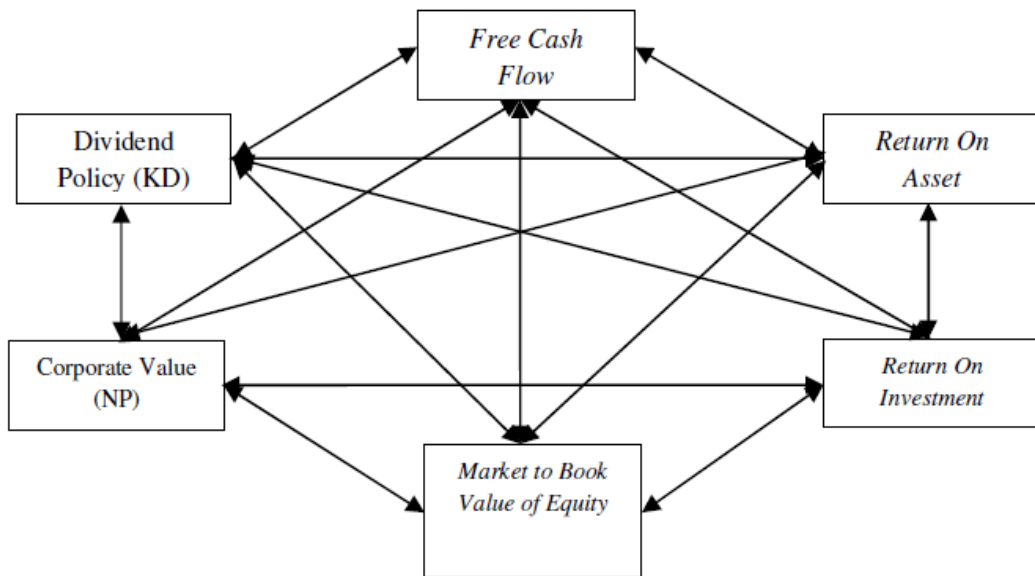 Free Cash
Flow
Dividend
Policy (KD)
Return On
Asset
Corporate Value
(NP)
Return On
Investment
Market to Book
Value of Equity